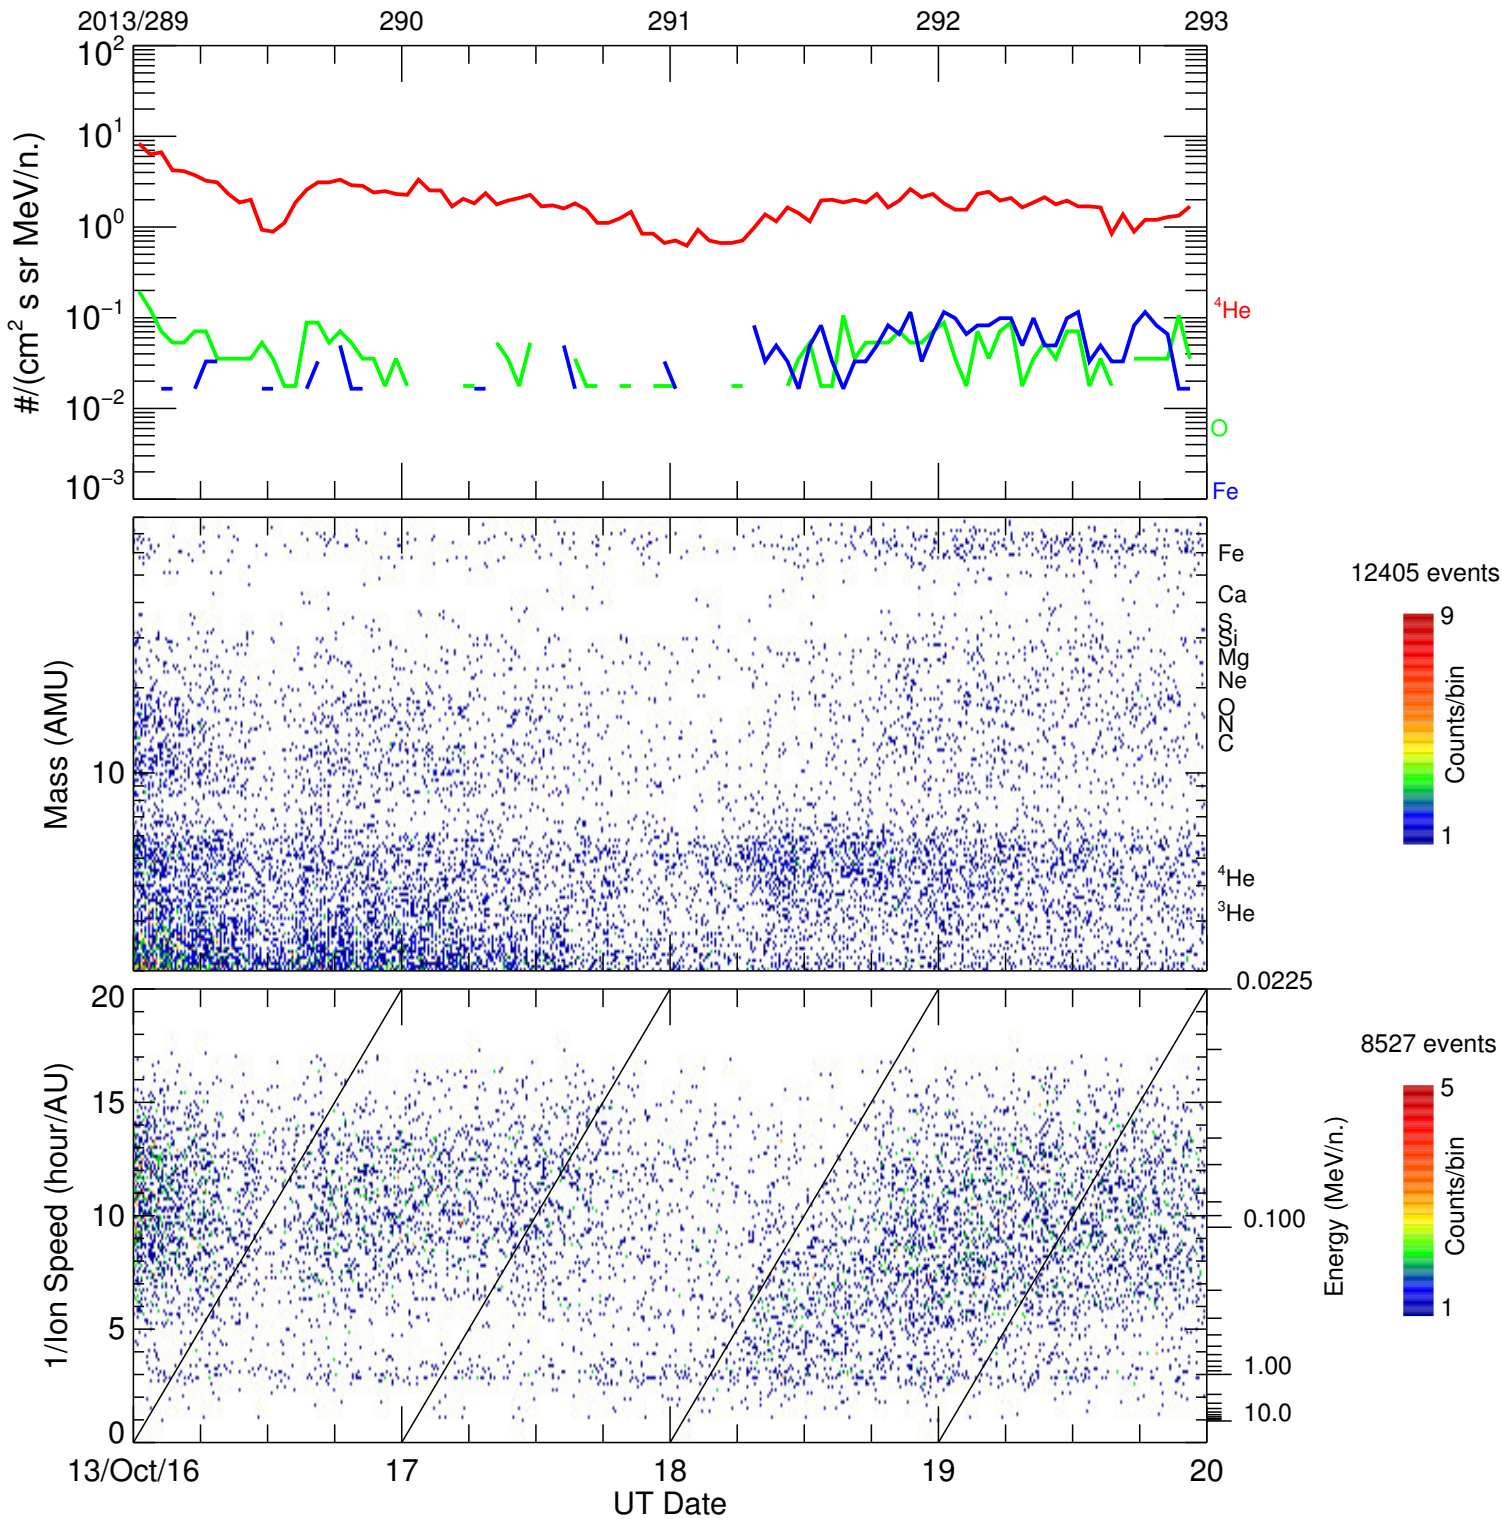 2013/289 290 291 292 293
10² 10¹ 10⁰ 10⁻¹ 10⁻² 10⁻³
#/(cm² s sr MeV/n.)
⁴He
O
Fe
Mass (AMU)
10
Fe
Ca
S
Si
Mg
Ne
O
N
C
⁴He
³He
12405 events
9
Counts/bin
1
1/Ion Speed (hour/AU)
20
15
10
5
0
0.0225
0.100
1.00
10.0
Energy (MeV/n.)
8527 events
5
Counts/bin
1
13/Oct/16 17 18 19 20
UT Date